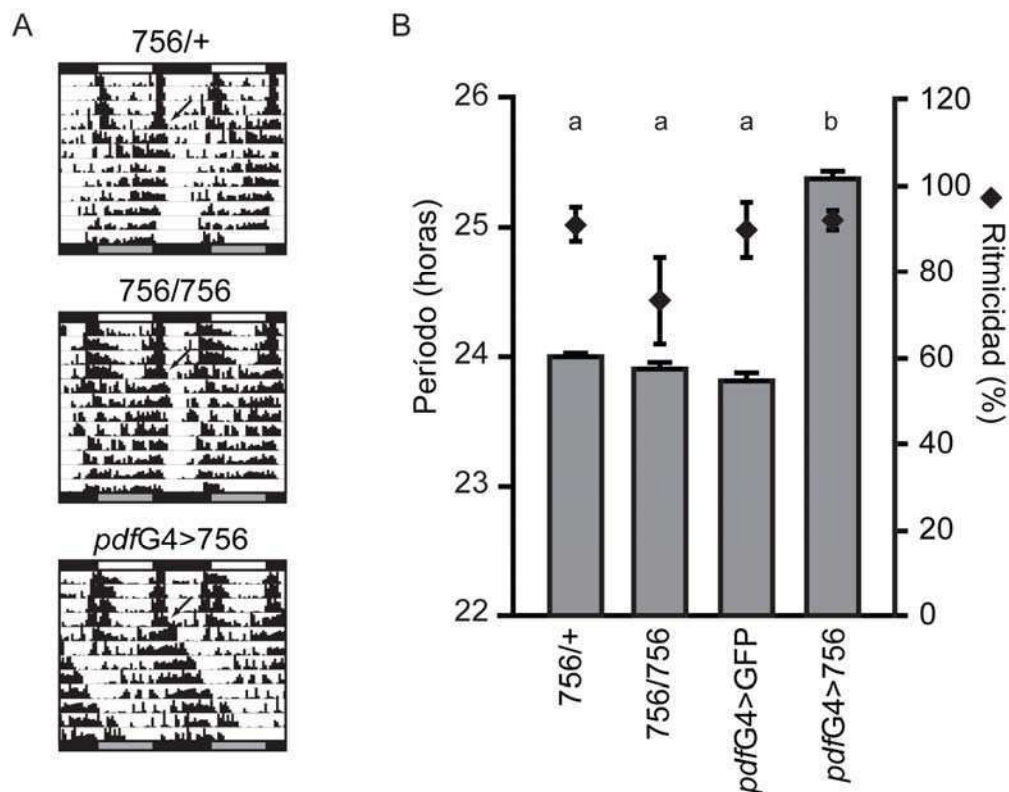 A
756/+
756/756
pdfG4>756
B
Período (horas)
26
25
24
23
22
a
a
a
b
120
100
80
60
40
20
0
Ritmicidad (%)
756/+
756/756
pdfG4>GFP
pdfG4>756